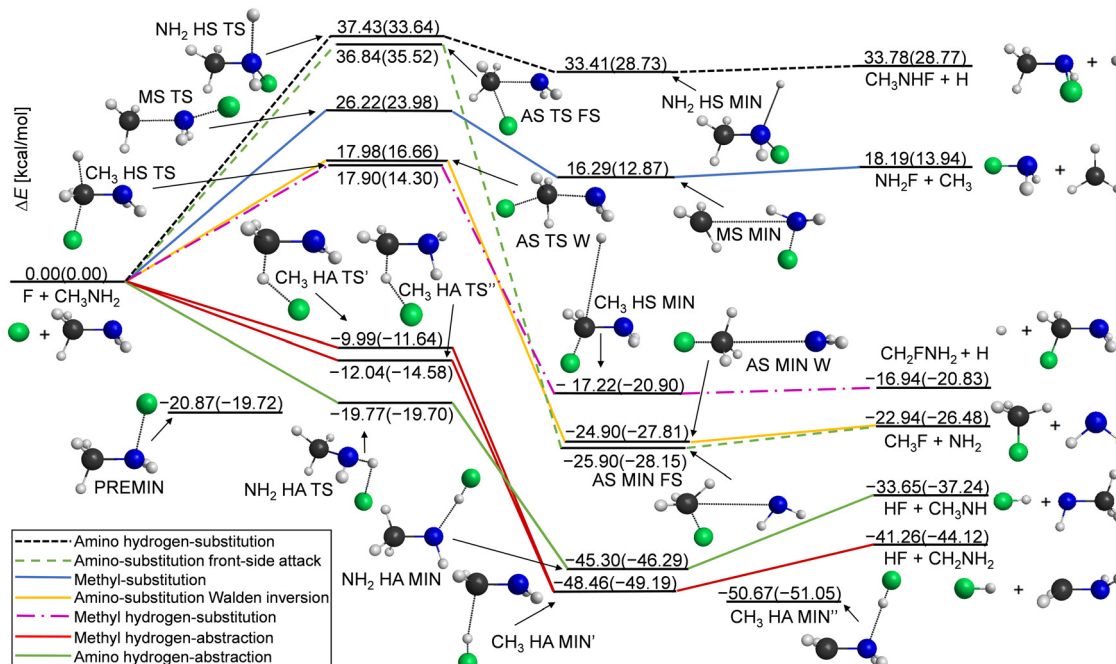 NH₂ HS TS
37.43(33.64)
36.84(35.52)
33.41(28.73)
33.78(28.77)
CH₃NHF + H
+
MS TS
26.22(23.98)
AS TS FS
NH₂ HS MIN
CH₃ HS TS
17.98(16.66)
17.90(14.30)
16.29(12.87)
18.19(13.94)
NH₂F + CH₃
+
ΔE [kcal/mol]
AS TS W
MS MIN
0.00(0.00)
F + CH₃NH₂
+
CH₃ HA TS'
CH₃ HA TS''
−9.99(−11.64)
−12.04(−14.58)
CH₃ HS MIN
AS MIN W
CH₂FNH₂ + H
+
−17.22(−20.90)
−16.94(−20.83)
−20.87(−19.72)
−19.77(−19.70)
PREMIN
NH₂ HA TS
−24.90(−27.81)
−25.90(−28.15)
AS MIN FS
−22.94(−26.48)
CH₃F + NH₂
+
−33.65(−37.24)
HF + CH₃NH
+
NH₂ HA MIN
−45.30(−46.29)
−48.46(−49.19)
CH₃ HA MIN'
−41.26(−44.12)
HF + CH₂NH₂
+
−50.67(−51.05)
CH₃ HA MIN''
Amino hydrogen-substitution
Amino-substitution front-side attack
Methyl-substitution
Amino-substitution Walden inversion
Methyl hydrogen-substitution
Methyl hydrogen-abstraction
Amino hydrogen-abstraction